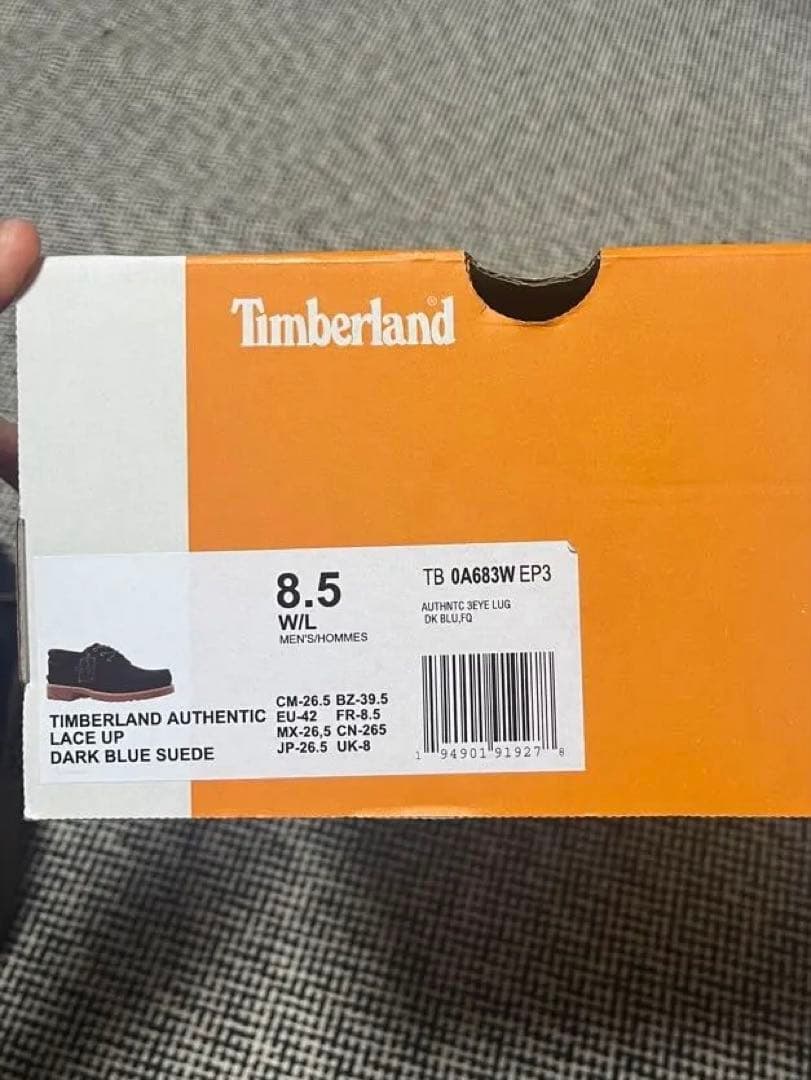 Timberland®
8.5
W/L
MEN'S/HOMMES
TB 0A683W EP3
AUTHNTC 3EYE LUG
DK BLU,FQ
TIMBERLAND AUTHENTIC
LACE UP
DARK BLUE SUEDE
CM-26.5 BZ-39.5
EU-42 FR-8.5
MX-26,5 CN-265
JP-26.5 UK-8
1 94901 91927 8